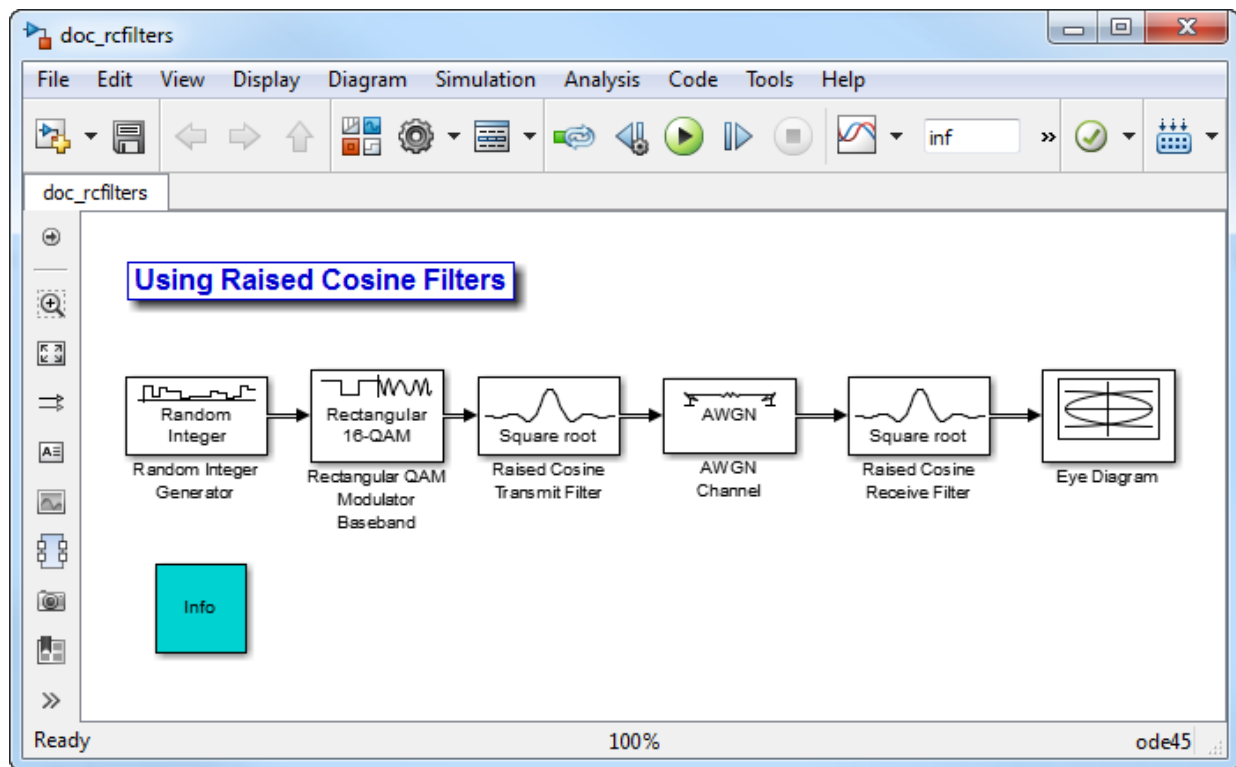 doc_rcfilters
File Edit View Display Diagram Simulation Analysis Code Tools Help
inf
doc_rcfilters
Using Raised Cosine Filters
Random
Integer
Random Integer
Generator
Rectangular
16-QAM
Rectangular QAM
Modulator
Baseband
Square root
Raised Cosine
Transmit Filter
AWGN
AWGN
Channel
Square root
Raised Cosine
Receive Filter
Eye Diagram
Info
Ready 100% ode45